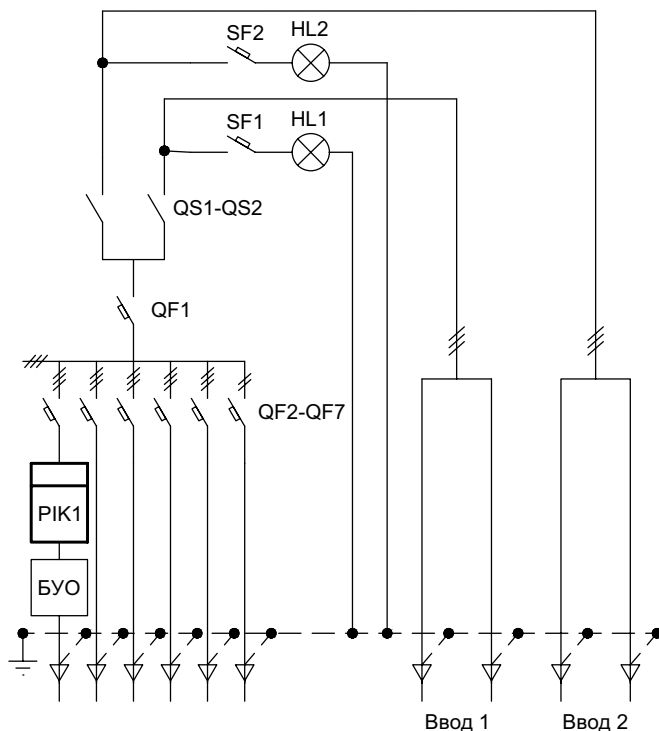 SF2
HL2
SF1
HL1
QS1-QS2
QF1
QF2-QF7
PIK1
БУО
Ввод 1
Ввод 2